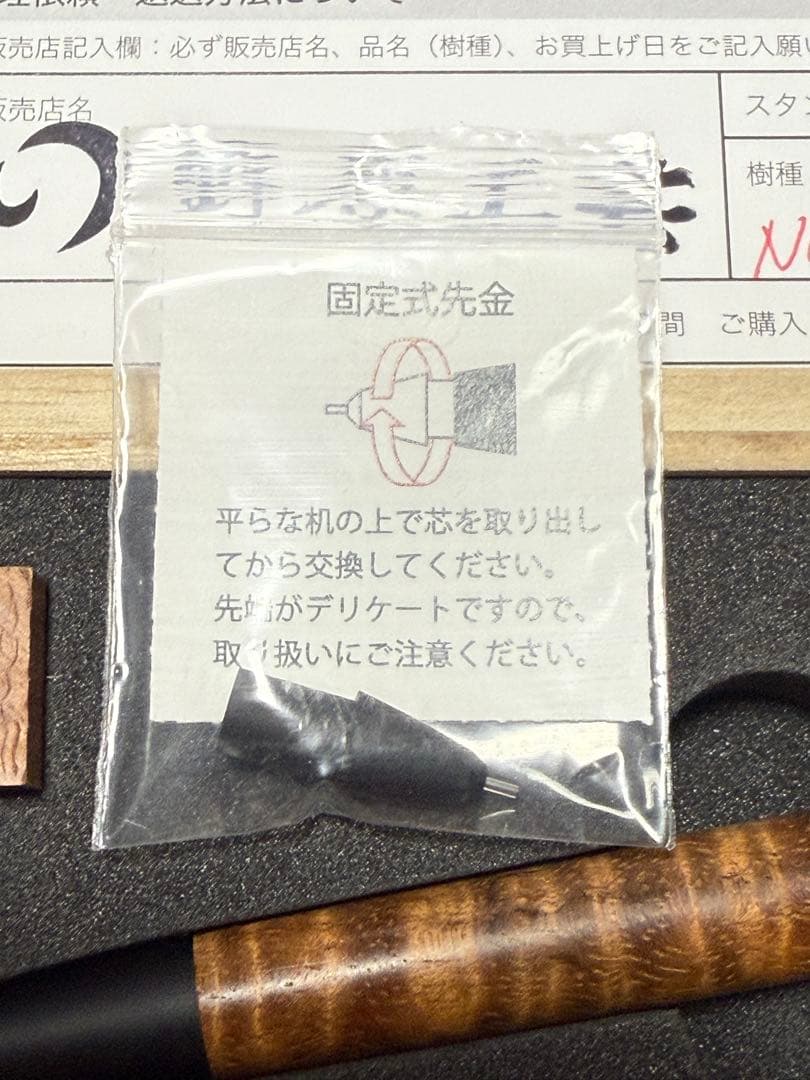 販売店記入欄：必ず販売店名、品名（樹種）、お買上げ日をご記入願い
販売店名
スタン
樹種
間　ご購入
固定式先金
平らな机の上で芯を取り出し
てから交換してください。
先端がデリケートですので、
取り扱いにご注意ください。